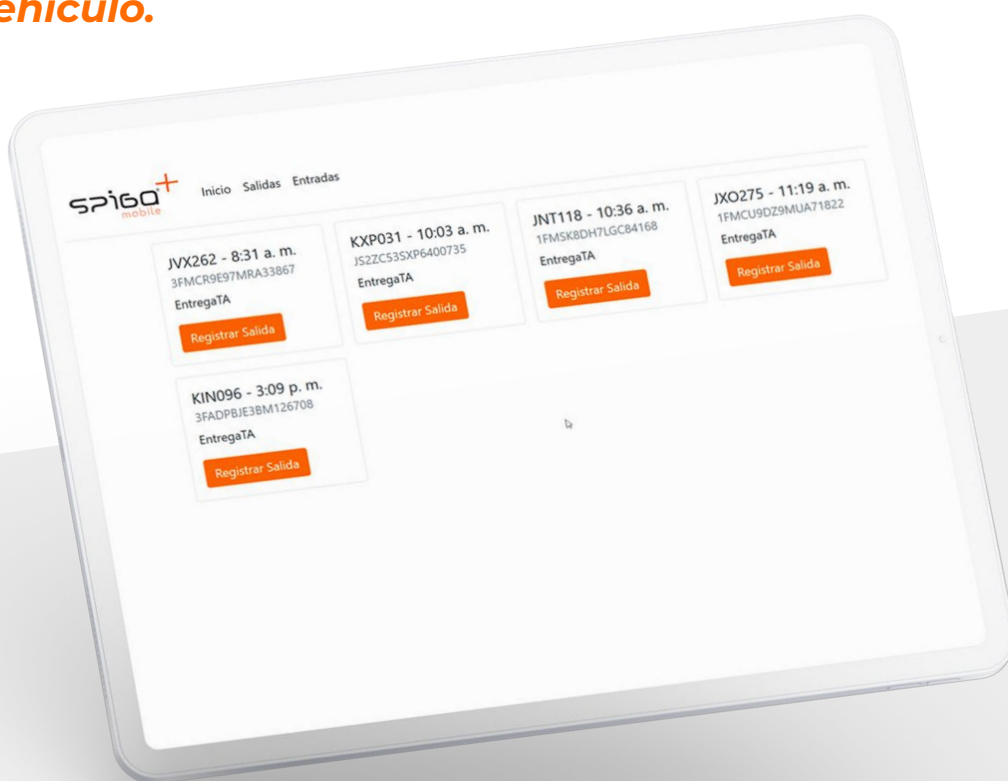 ehículo.
spiga+
mobile
Inicio Salidas Entradas
JVX262 - 8:31 a. m.
3FMCR9E97MRA33867
EntregaTA
Registrar Salida
KXP031 - 10:03 a. m.
JS2ZC53SXP6400735
EntregaTA
Registrar Salida
JNT118 - 10:36 a. m.
1FMSK8DH7LGC84168
EntregaTA
Registrar Salida
JXO275 - 11:19 a. m.
1FMCU9DZ9MUA71822
EntregaTA
Registrar Salida
KIN096 - 3:09 p. m.
3FADPBJE3BM126708
EntregaTA
Registrar Salida